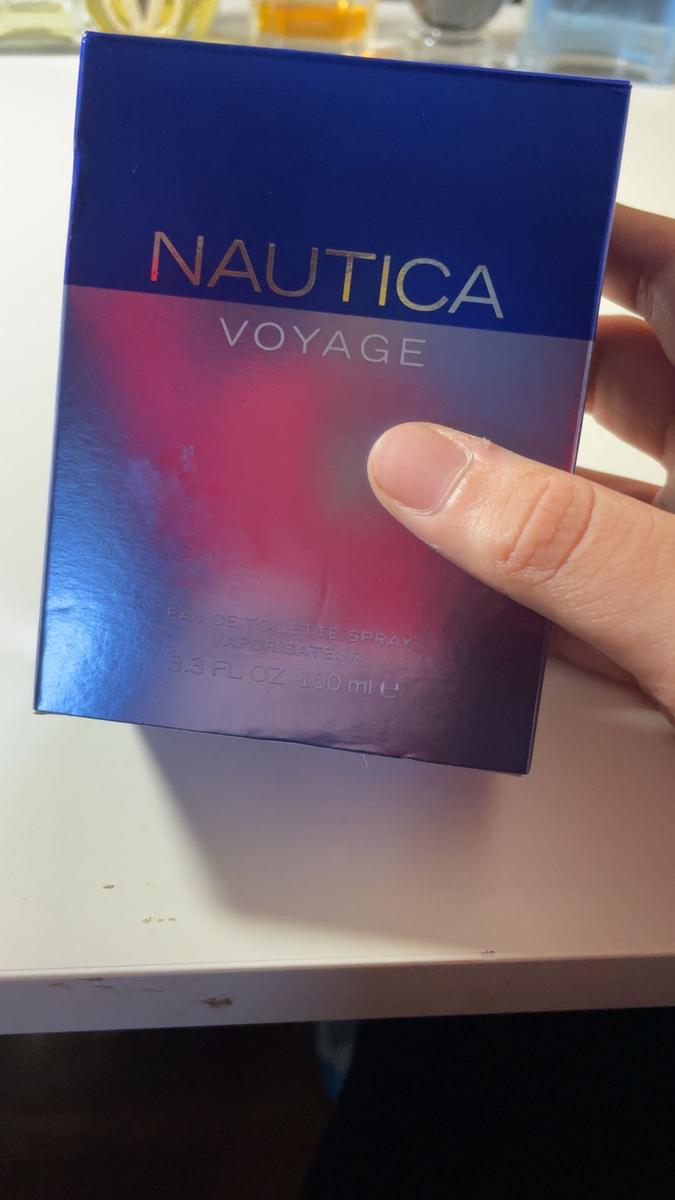 NAUTICA
VOYAGE
EAU DE TOILETTE SPRAY
VAPORISATEUR
3.3 FL OZ 100 ml ℮